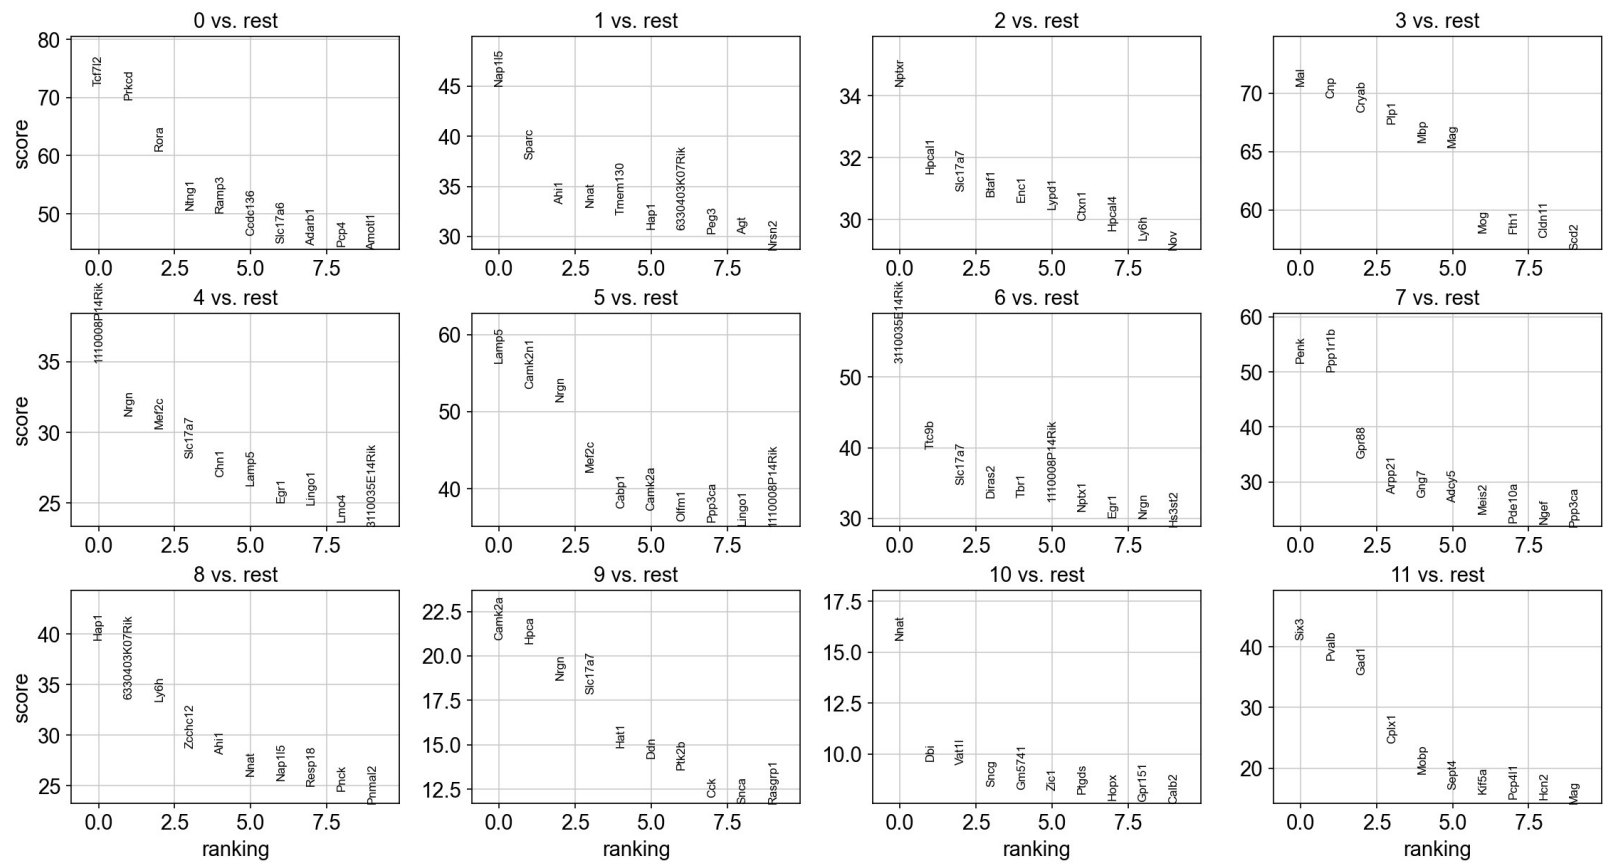 0 vs. rest
score
80
70
60
50
0.0 2.5 5.0 7.5
Tcf7l2
Prkcd
Rora
Ntng1
Ramp3
Ccdc136
Slc17a6
Adarb1
Pcp4
Amotl1
1 vs. rest
45
40
35
30
0.0 2.5 5.0 7.5
Nap1l5
Sparc
Ahi1
Nnat
Tmem130
Hap1
6330403K07Rik
Peg3
Agt
Nrsn2
2 vs. rest
34
32
30
0.0 2.5 5.0 7.5
Nptxr
Hpcal1
Slc17a7
Btaf1
Enc1
Lypd1
Ctxn1
Hpcal4
Ly6h
Nov
3 vs. rest
70
65
60
0.0 2.5 5.0 7.5
Mal
Cnp
Cryab
Plp1
Mbp
Mag
Mog
Fth1
Cldn11
Scd2
4 vs. rest
score
35
30
25
0.0 2.5 5.0 7.5
1110008P14Rik
Nrgn
Mef2c
Slc17a7
Chn1
Lamp5
Egr1
Lingo1
Lmo4
3110035E14Rik
5 vs. rest
60
50
40
0.0 2.5 5.0 7.5
Lamp5
Camk2n1
Nrgn
Mef2c
Cabp1
Camk2a
Olfm1
Ppp3ca
Lingo1
1110008P14Rik
6 vs. rest
50
40
30
0.0 2.5 5.0 7.5
3110035E14Rik
Ttc9b
Slc17a7
Diras2
Tbr1
1110008P14Rik
Nptx1
Egr1
Nrgn
Hs3st2
7 vs. rest
60
50
40
30
0.0 2.5 5.0 7.5
Penk
Ppp1r1b
Gpr88
Arpp21
Gng7
Adcy5
Meis2
Pde10a
Ngef
Ppp3ca
8 vs. rest
score
40
35
30
25
0.0 2.5 5.0 7.5
ranking
Hap1
6330403K07Rik
Ly6h
Zcchc12
Ahi1
Nnat
Nap1l5
Resp18
Pnck
Pnmal2
9 vs. rest
22.5
20.0
17.5
15.0
12.5
0.0 2.5 5.0 7.5
ranking
Camk2a
Hpca
Nrgn
Slc17a7
Hat1
Ddn
Ptk2b
Cck
Snca
Rasgrp1
10 vs. rest
17.5
15.0
12.5
10.0
0.0 2.5 5.0 7.5
ranking
Nnat
Dbi
Vat1l
Sncg
Gm5741
Zic1
Ptgds
Hopx
Gpr151
Calb2
11 vs. rest
40
30
20
0.0 2.5 5.0 7.5
ranking
Six3
Pvalb
Gad1
Cplx1
Mobp
Sept4
Kif5a
Pcp4l1
Hcn2
Mag